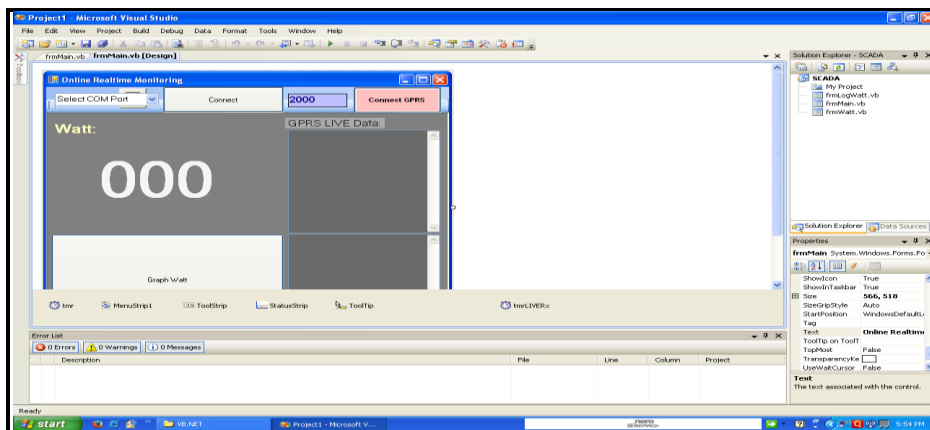 Project1 - Microsoft Visual Studio
File Edit View Project Build Debug Data Format Tools Window Help
Toolbox
frmMain.vb frmMain.vb [Design]
Online Realtime Monitoring
Select COM Port Connect 2000 Connect GPRS
Watt: GPRS LIVE Data:
000
Graph Watt
tmr MenuStrip1 ToolStrip StatusStrip ToolTip tmrLIVERx
Error List
0 Errors 0 Warnings 0 Messages
Description File Line Column Project
Solution Explorer - SCADA
SCADA
My Project
frmLogWatt.vb
frmMain.vb
frmWatt.vb
Solution Explorer Data Sources
Properties
frmMain System.Windows.Forms.Fo
ShowIcon True
ShowInTaskbar True
Size 566, 518
SizeGripStyle Auto
StartPosition WindowsDefaultL
Tag
Text Online Realtime
ToolTip on ToolT
TopMost False
TransparencyKe
UseWaitCursor False
Text
The text associated with the control.
Ready
start VB.NET Project1 - Microsoft V... nero SEARCH 5:54 PM